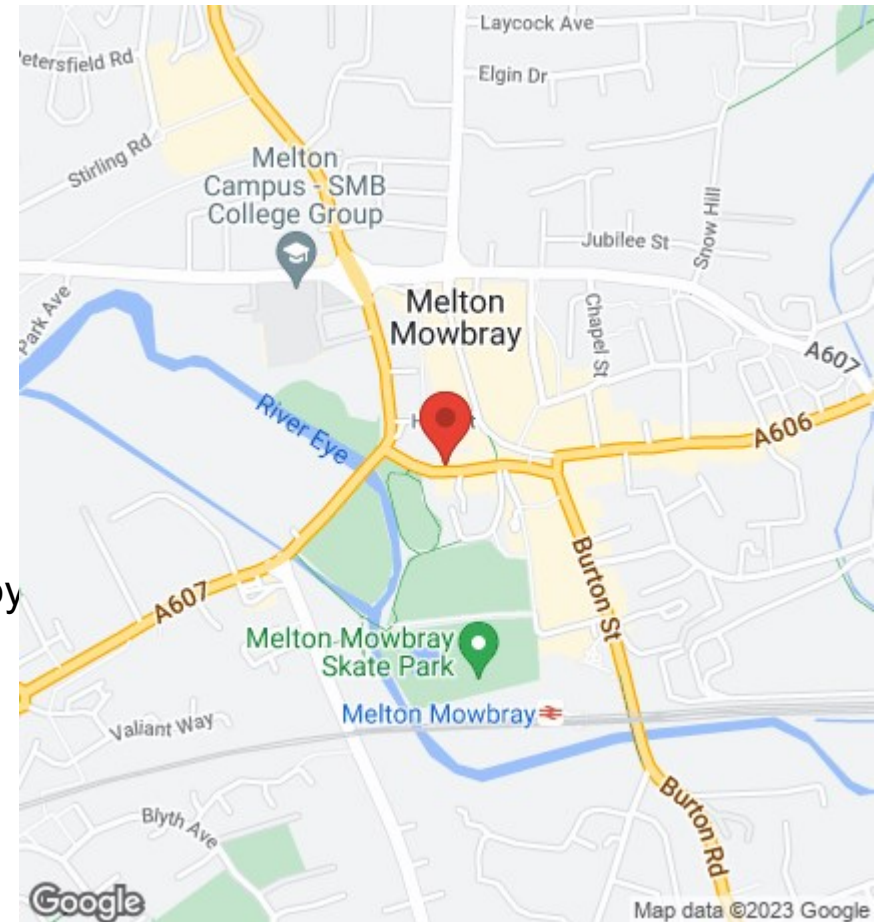 Laycock Ave
Petersfield Rd
Elgin Dr
Stirling Rd
Melton
Campus - SMB
College Group
Snow Hill
Jubilee St
Park Ave
Melton
Mowbray
Chapel St
A607
River Eye
A606
Burton St
A607
Melton Mowbray
Skate Park
Melton Mowbray
Valiant Way
Blyth Ave
Burton Rd
Google
Map data ©2023 Google